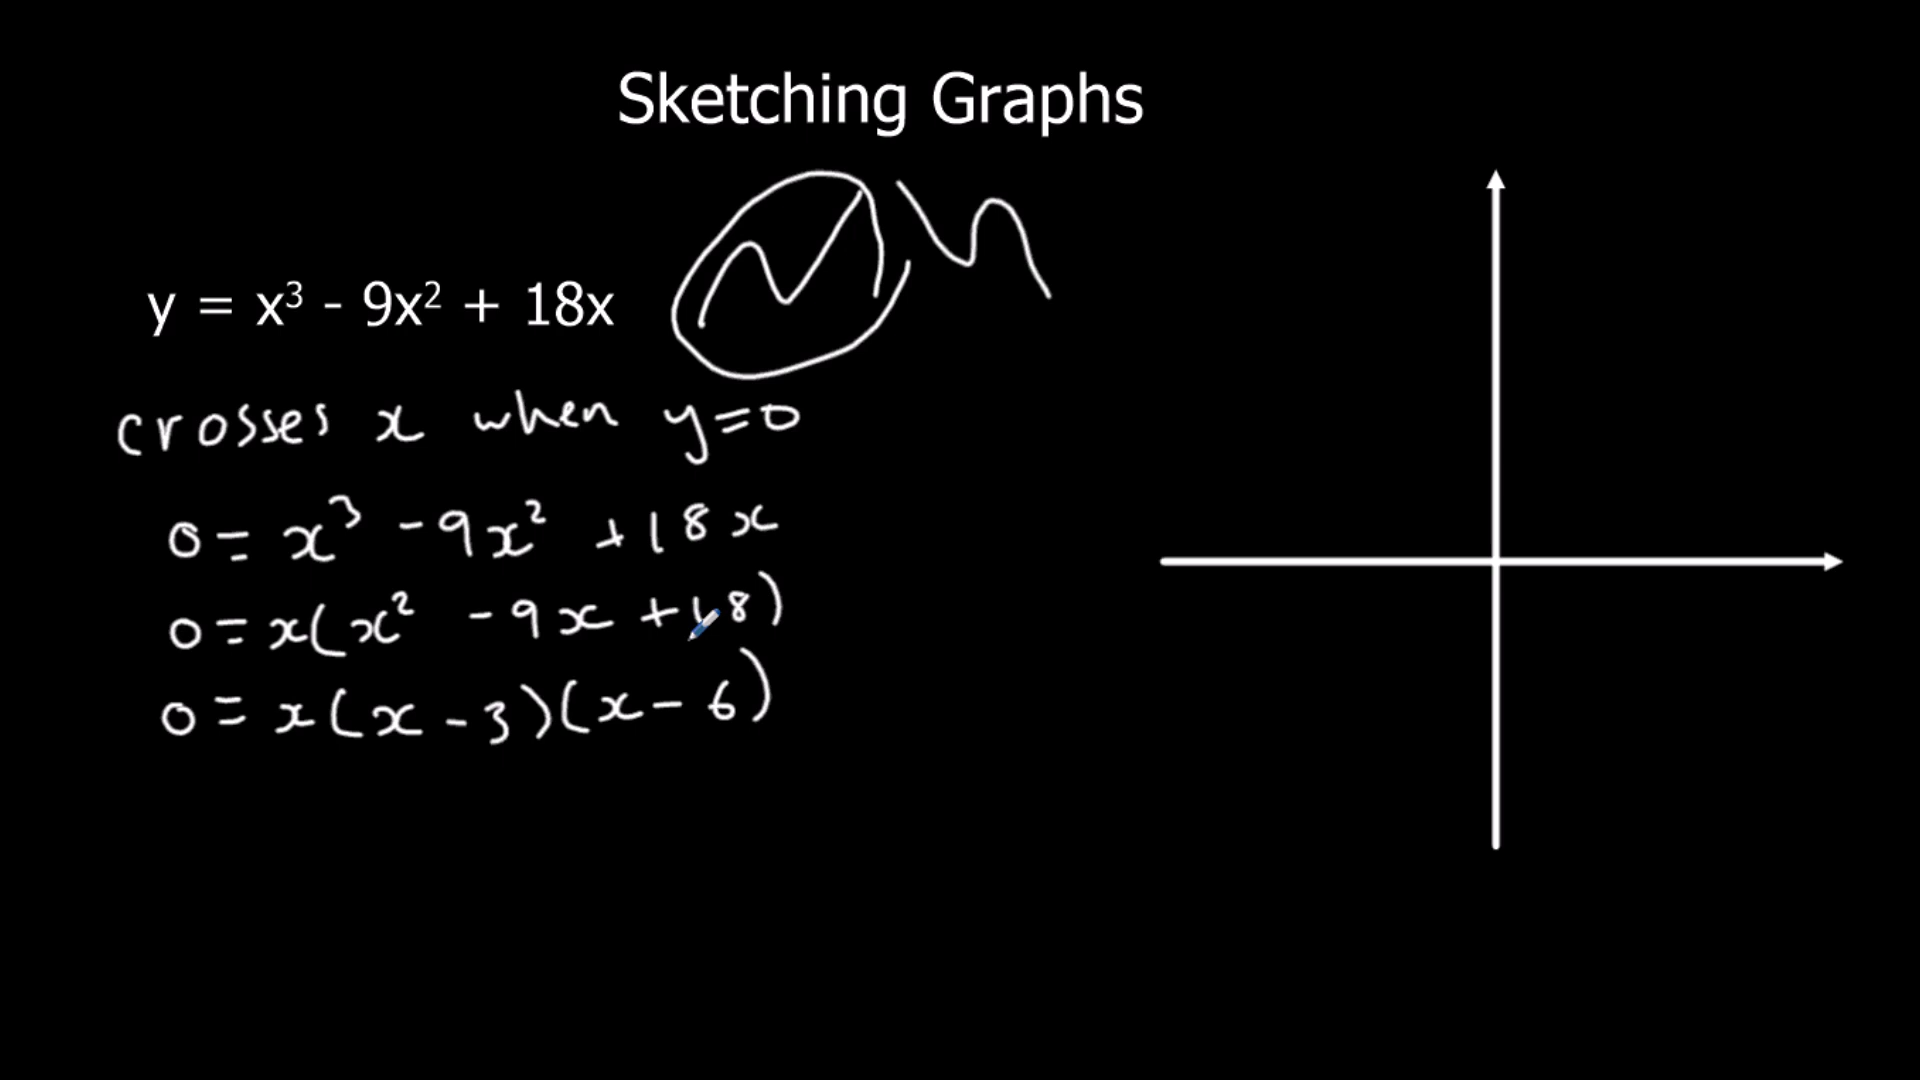 Sketching Graphs
y = x³ - 9x² + 18x
crosses x when y=0
0 = x³ - 9x² + 18x
0 = x(x² - 9x + 18)
0 = x(x - 3)(x - 6)